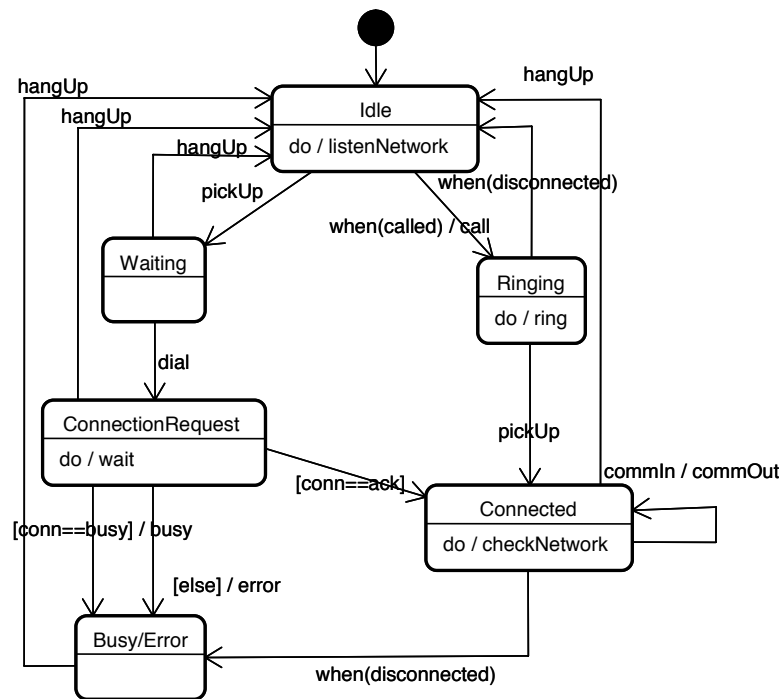 hangUp
hangUp
Idle
hangUp
do / listenNetwork
hangUp
pickUp
when(disconnected)
when(called) / call
Waiting
Ringing
do / ring
dial
ConnectionRequest
do / wait
pickUp
[conn==ack]
commIn / commOut
Connected
do / checkNetwork
[conn==busy] / busy
[else] / error
Busy/Error
when(disconnected)